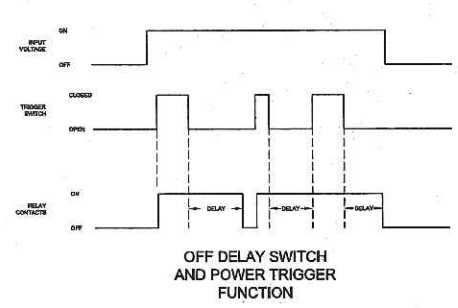 ON
INPUT
VOLTAGE
OFF
CLOSED
TRIGGER
SWITCH
OPEN
ON
RELAY
CONTACTS
DELAY
DELAY
DELAY
OFF
OFF DELAY SWITCH
AND POWER TRIGGER
FUNCTION